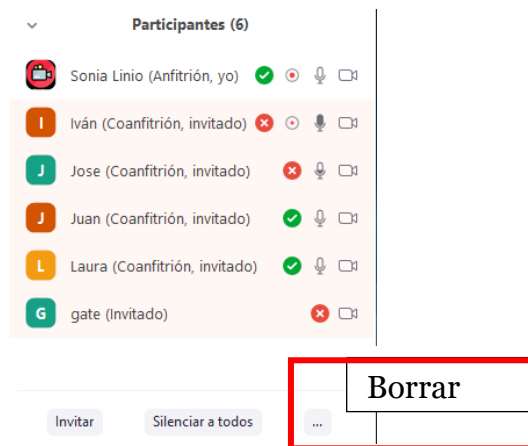 Participantes (6)
Sonia Linio (Anfitrión, yo)
I Iván (Coanfitrión, invitado)
J Jose (Coanfitrión, invitado)
J Juan (Coanfitrión, invitado)
L Laura (Coanfitrión, invitado)
G gate (Invitado)
Borrar
Invitar Silenciar a todos ...